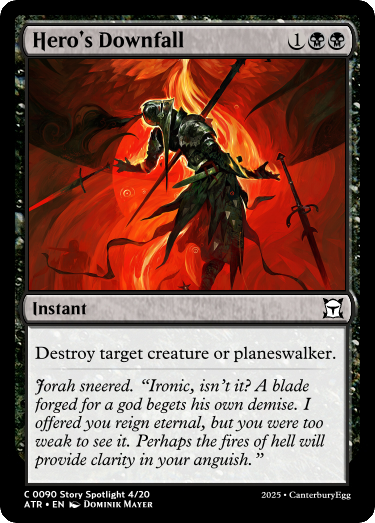 Hero's Downfall 1
Instant
Destroy target creature or planeswalker.
Jorah sneered. “Ironic, isn't it? A blade
forged for a god begets his own demise. I
offered you reign eternal, but you were too
weak to see it. Perhaps the fires of hell will
provide clarity in your anguish.”
C 0090 Story Spotlight 4/20
ATR • EN Dominik Mayer
2025 • CanterburyEgg